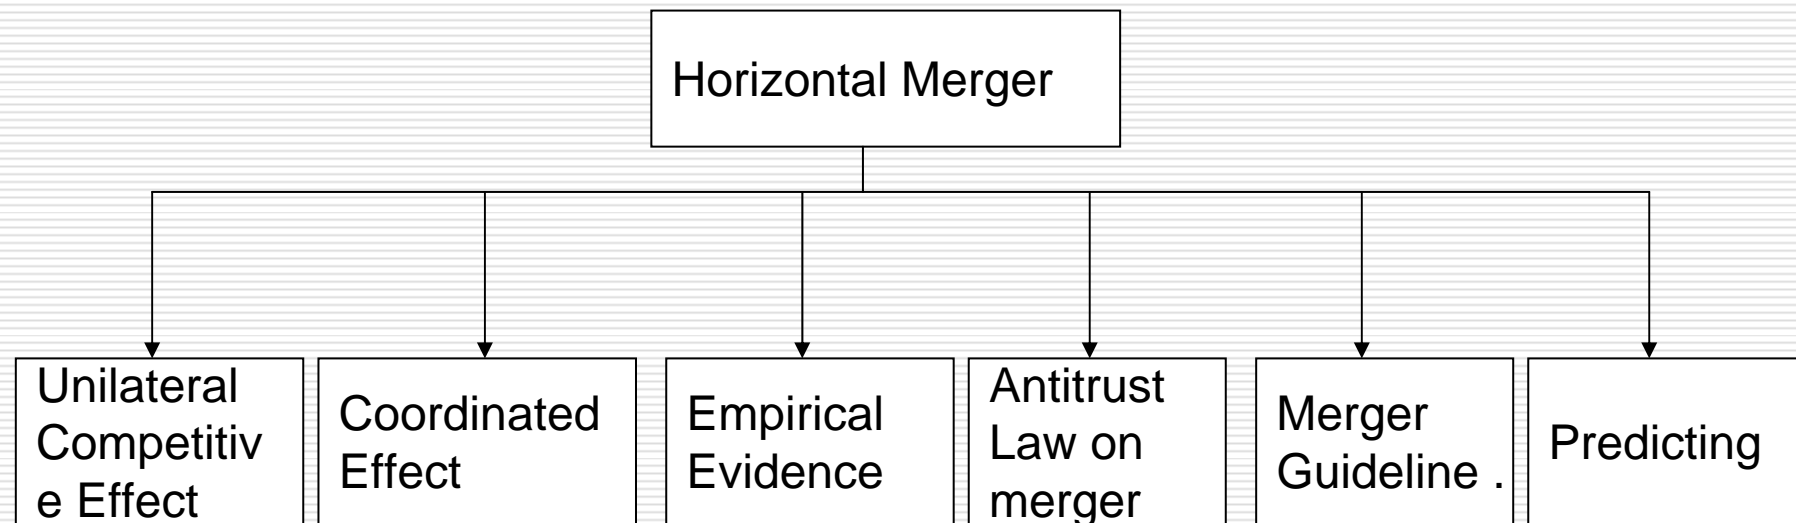 Horizontal Merger
Unilateral
Competitiv
e Effect
Coordinated
Effect
Empirical
Evidence
Antitrust
Law on
merger
Merger
Guideline .
Predicting